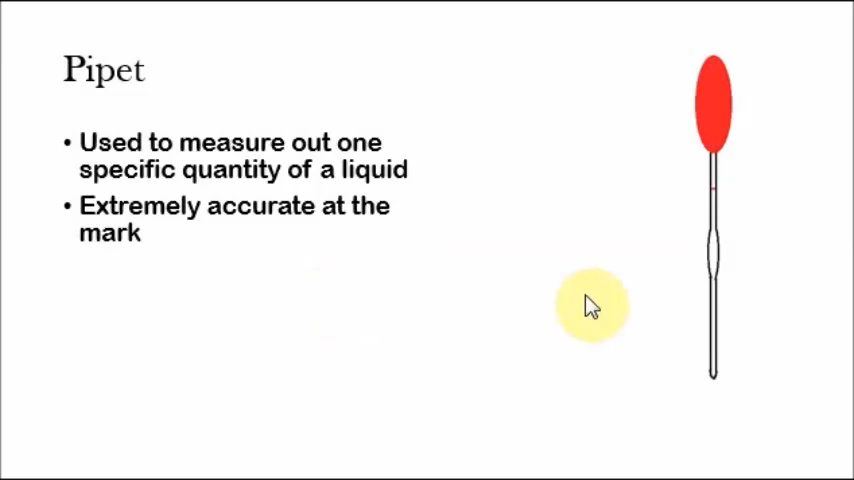 Pipet
• Used to measure out one
specific quantity of a liquid
• Extremely accurate at the
mark